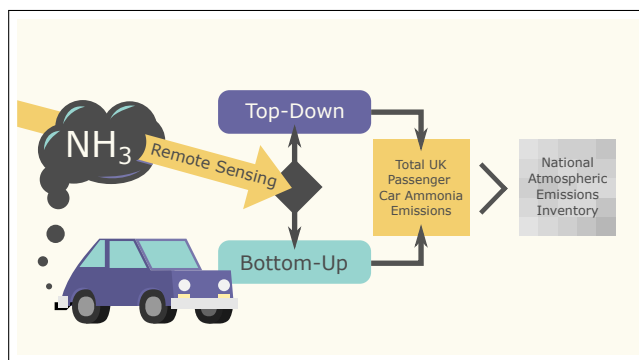 NH₃
Remote Sensing
Top-Down
Bottom-Up
Total UK
Passenger
Car Ammonia
Emissions
National
Atmospheric
Emissions
Inventory